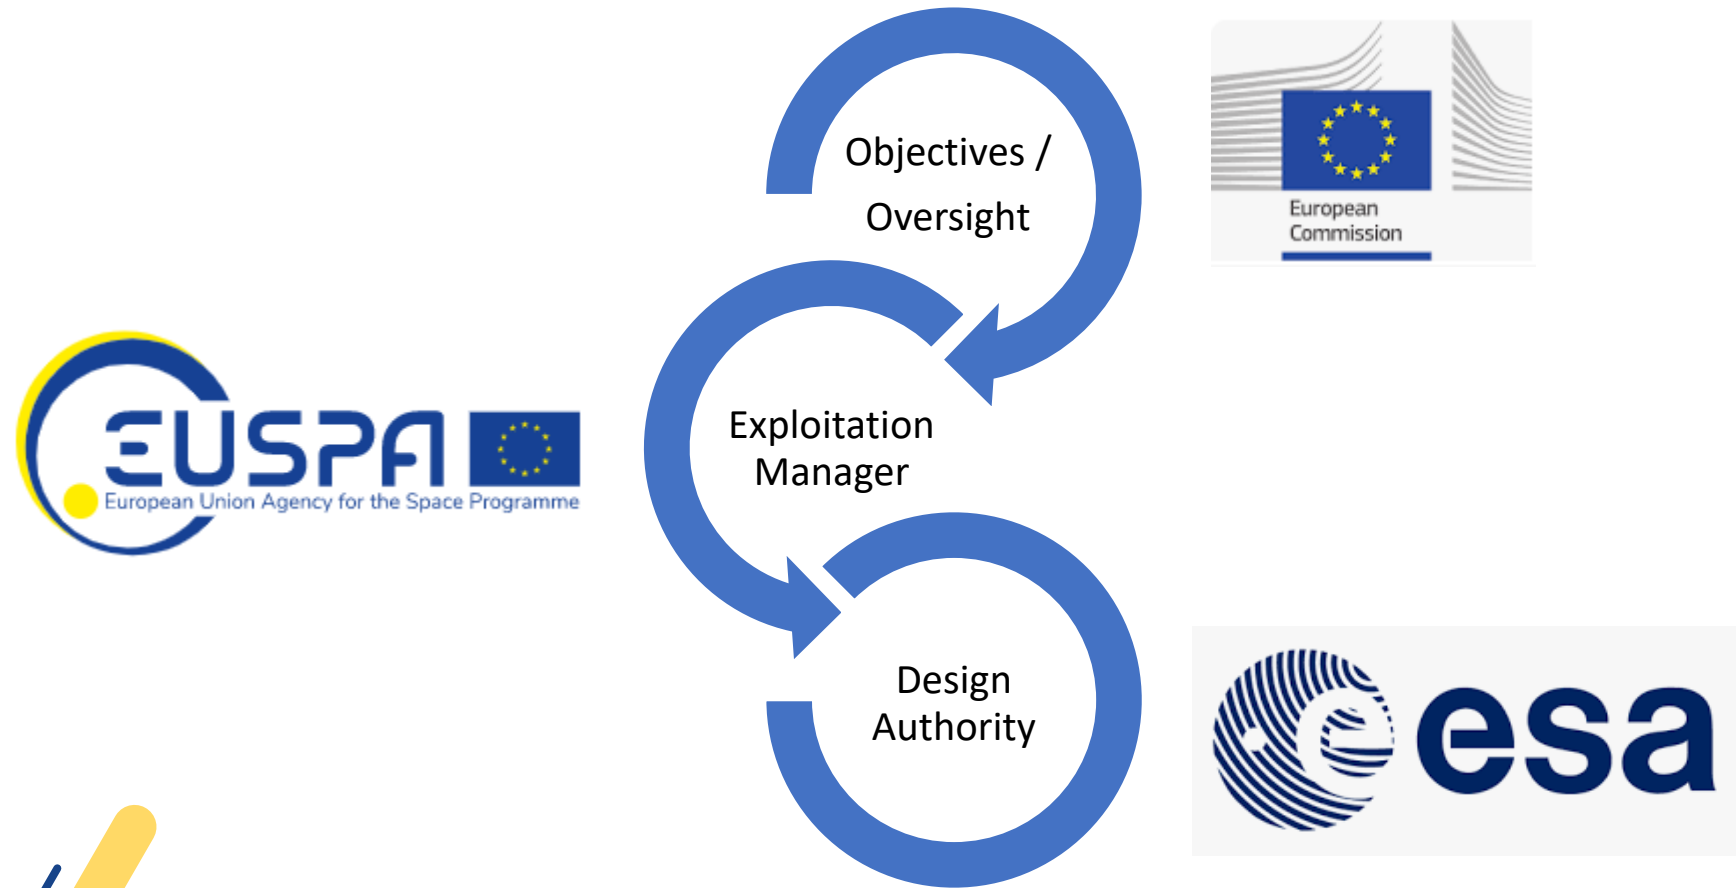 Objectives /
Oversight
European
Commission
EUSPA
European Union Agency for the Space Programme
Exploitation
Manager
Design
Authority
esa